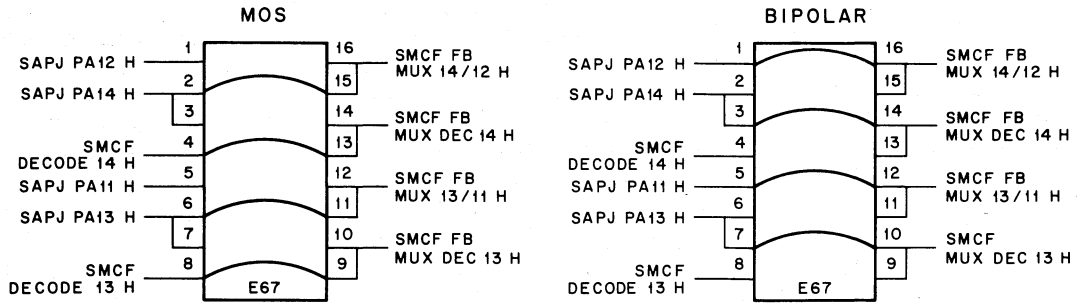 MOS
SAPJ PA12 H
SAPJ PA14 H
SMCF
DECODE 14 H
SAPJ PA11 H
SAPJ PA13 H
SMCF
DECODE 13 H
1
2
3
4
5
6
7
8
16
15
14
13
12
11
10
9
E67
SMCF FB
MUX 14/12 H
SMCF FB
MUX DEC 14 H
SMCF FB
MUX 13/11 H
SMCF FB
MUX DEC 13 H
BIPOLAR
SAPJ PA12 H
SAPJ PA14 H
SMCF
DECODE 14 H
SAPJ PA11 H
SAPJ PA13 H
SMCF
DECODE 13 H
1
2
3
4
5
6
7
8
16
15
14
13
12
11
10
9
E67
SMCF FB
MUX 14/12 H
SMCF FB
MUX DEC 14 H
SMCF FB
MUX 13/11 H
SMCF
MUX DEC 13 H